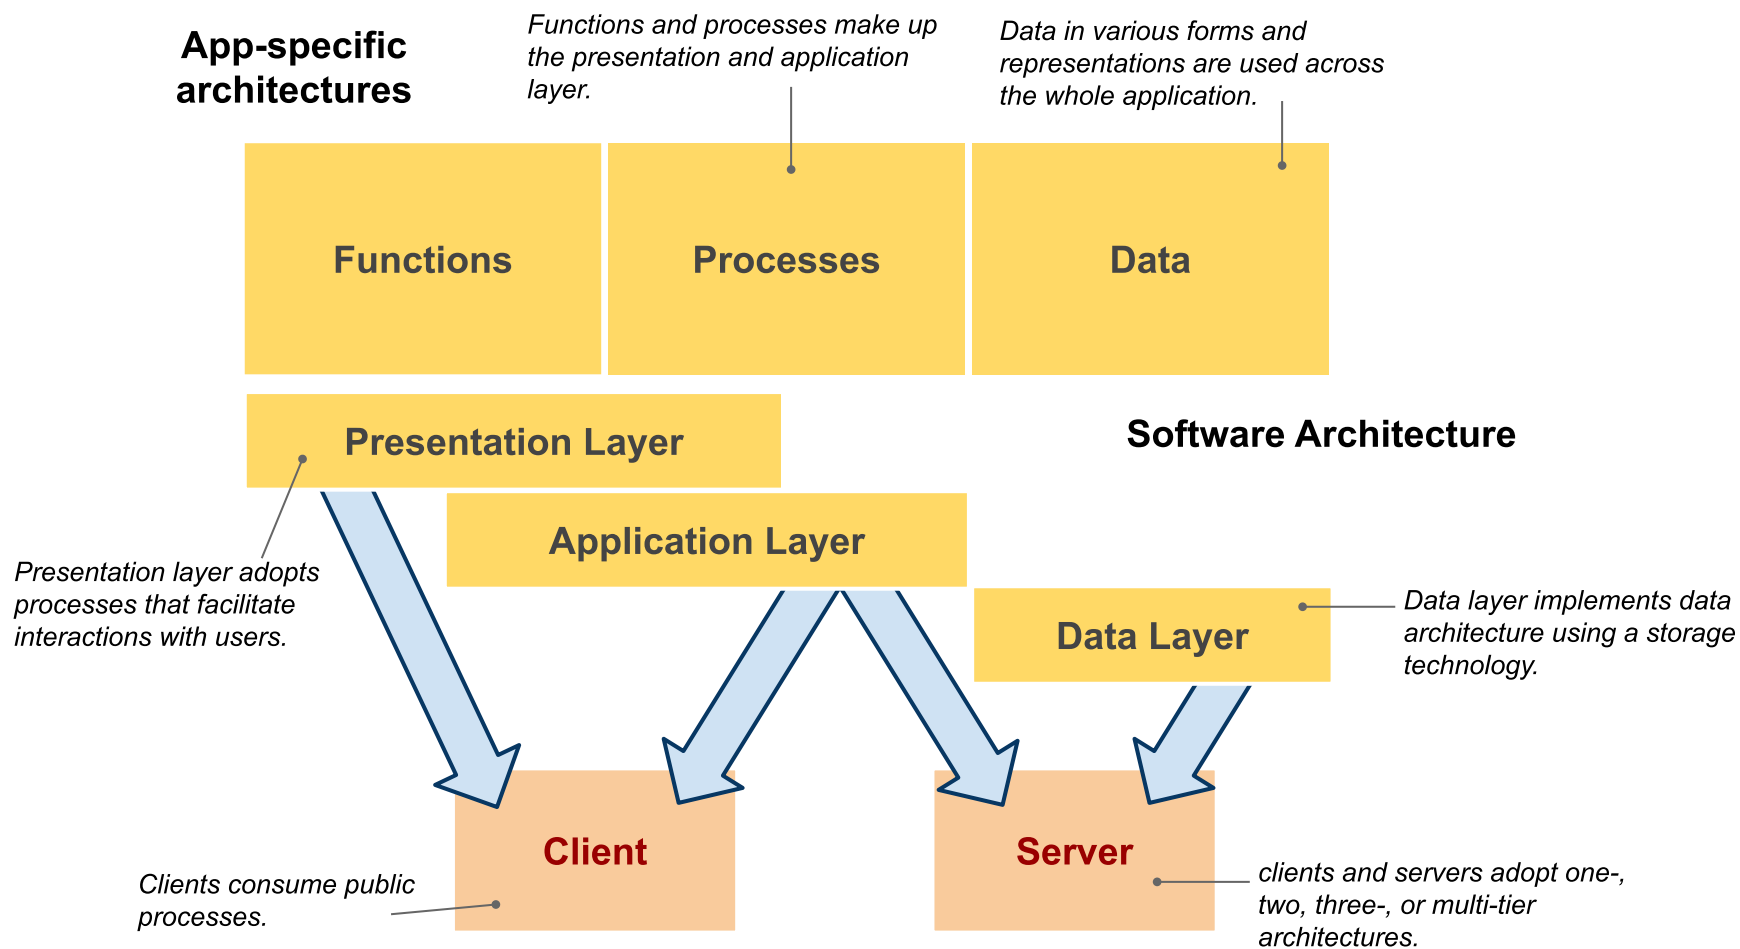 App-specific
architectures
Functions and processes make up
the presentation and application
layer.
Data in various forms and
representations are used across
the whole application.
Functions
Processes
Data
Presentation Layer
Software Architecture
Application Layer
Presentation layer adopts
processes that facilitate
interactions with users.
Data Layer
Data layer implements data
architecture using a storage
technology.
Client
Server
Clients consume public
processes.
clients and servers adopt one-,
two, three-, or multi-tier
architectures.